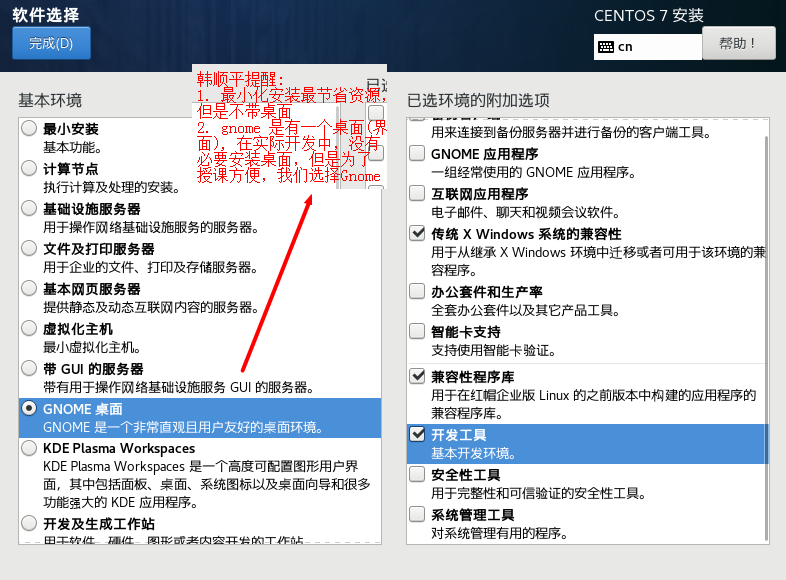 软件选择
CENTOS 7 安装
完成(D)
cn
帮助！
韩顺平提醒:
1. 最小化安装最节省资源,
但是不带桌面
2. gnome 是有一个桌面(界
面), 在实际开发中, 没有
必要安装桌面, 但是为了
授课方便, 我们选择Gnome
基本环境
最小安装
基本功能。
计算节点
执行计算及处理的安装。
基础设施服务器
用于操作网络基础设施服务的服务器。
文件及打印服务器
用于企业的文件、打印及存储服务器。
基本网页服务器
提供静态及动态互联网内容的服务器。
虚拟化主机
最小虚拟化主机。
带 GUI 的服务器
带有用于操作网络基础设施服务 GUI 的服务器。
GNOME 桌面
GNOME 是一个非常直观且用户友好的桌面环境。
KDE Plasma Workspaces
KDE Plasma Workspaces 是一个高度可配置图形用户界
面，其中包括面板、桌面、系统图标以及桌面向导和很多
功能强大的 KDE 应用程序。
开发及生成工作站
用于软件、硬件、图形或者内容开发的工作站
已选环境的附加选项
备份客户端
用来连接到备份服务器并进行备份的客户端工具。
GNOME 应用程序
一组经常使用的 GNOME 应用程序。
互联网应用程序
电子邮件、聊天和视频会议软件。
传统 X Windows 系统的兼容性
用于从继承 X Windows 环境中迁移或者可用于该环境的兼
容程序。
办公套件和生产率
全套办公套件以及其它产品工具。
智能卡支持
支持使用智能卡验证。
兼容性程序库
用于在红帽企业版 Linux 的之前版本中构建的应用程序的
兼容程序库。
开发工具
基本开发环境。
安全性工具
用于完整性和可信验证的安全性工具。
系统管理工具
对系统管理有用的程序。